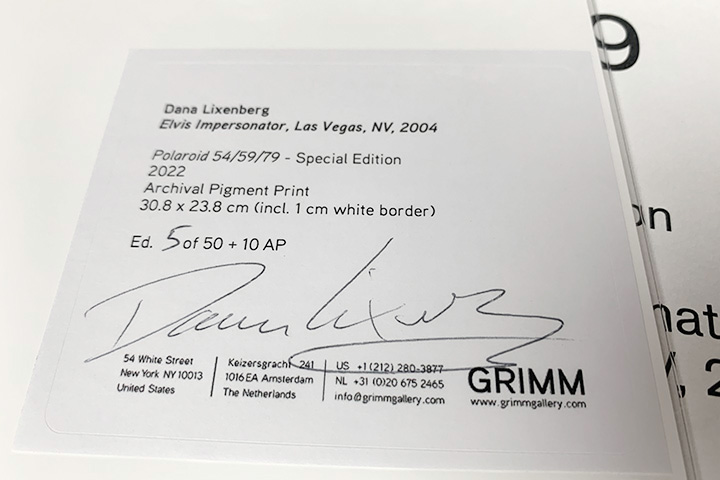 Dana Lixenberg
Elvis Impersonator, Las Vegas, NV, 2004
Polaroid 54/59/79 - Special Edition
2022
Archival Pigment Print
30.8 x 23.8 cm (incl. 1 cm white border)
Ed. 5 of 50 + 10 AP
Dana Lixenberg
54 White Street
New York NY 10013
United States
Keizersgracht 241
1016 EA Amsterdam
The Netherlands
US +1 (212) 280-3877
NL +31 (0)20 675 2465
info@grimmgallery.com
GRIMM
www.grimmgallery.com
9